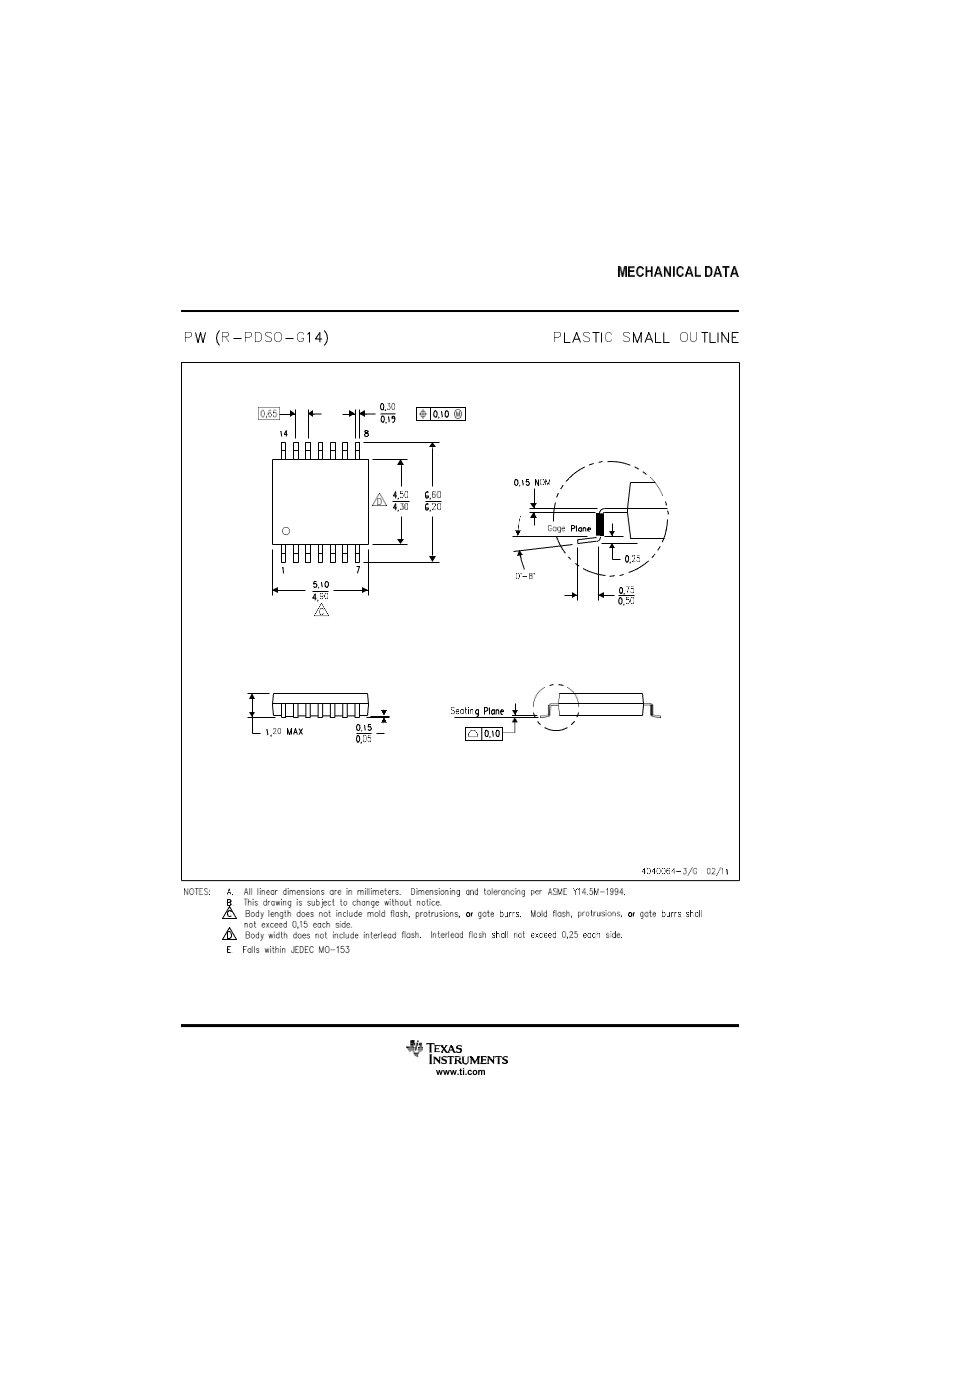 MECHANICAL DATA
PW (R-PDSO-G14)
PLASTIC SMALL OUTLINE
0,65
0,30
0,19
0,10 M
14
8
D
4,50
4,30
6,60
6,20
1
7
5,10
4,90
C
0,15 NOM
Gage Plane
0°-8°
0,25
0,75
0,50
1,20 MAX
0,15
0,05
Seating Plane
0,10
4040064-3/G 02/11
NOTES: A. All linear dimensions are in millimeters. Dimensioning and tolerancing per ASME Y14.5M-1994.
B. This drawing is subject to change without notice.
C Body length does not include mold flash, protrusions, or gate burrs. Mold flash, protrusions, or gate burrs shall
not exceed 0,15 each side.
D Body width does not include interlead flash. Interlead flash shall not exceed 0,25 each side.
E. Falls within JEDEC MO-153
TEXAS
INSTRUMENTS
www.ti.com